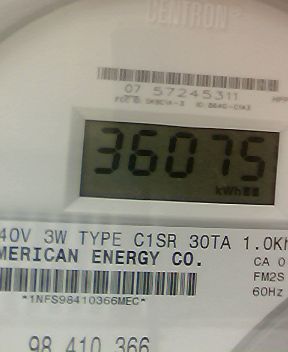 CENTRON®
07 57245311
36075
kWh
40V 3W TYPE C1SR 30TA 1.0Kh
MERICAN ENERGY CO.
CA 0
FM2S
*1NFS98410366MEC*
60Hz
98 410 366